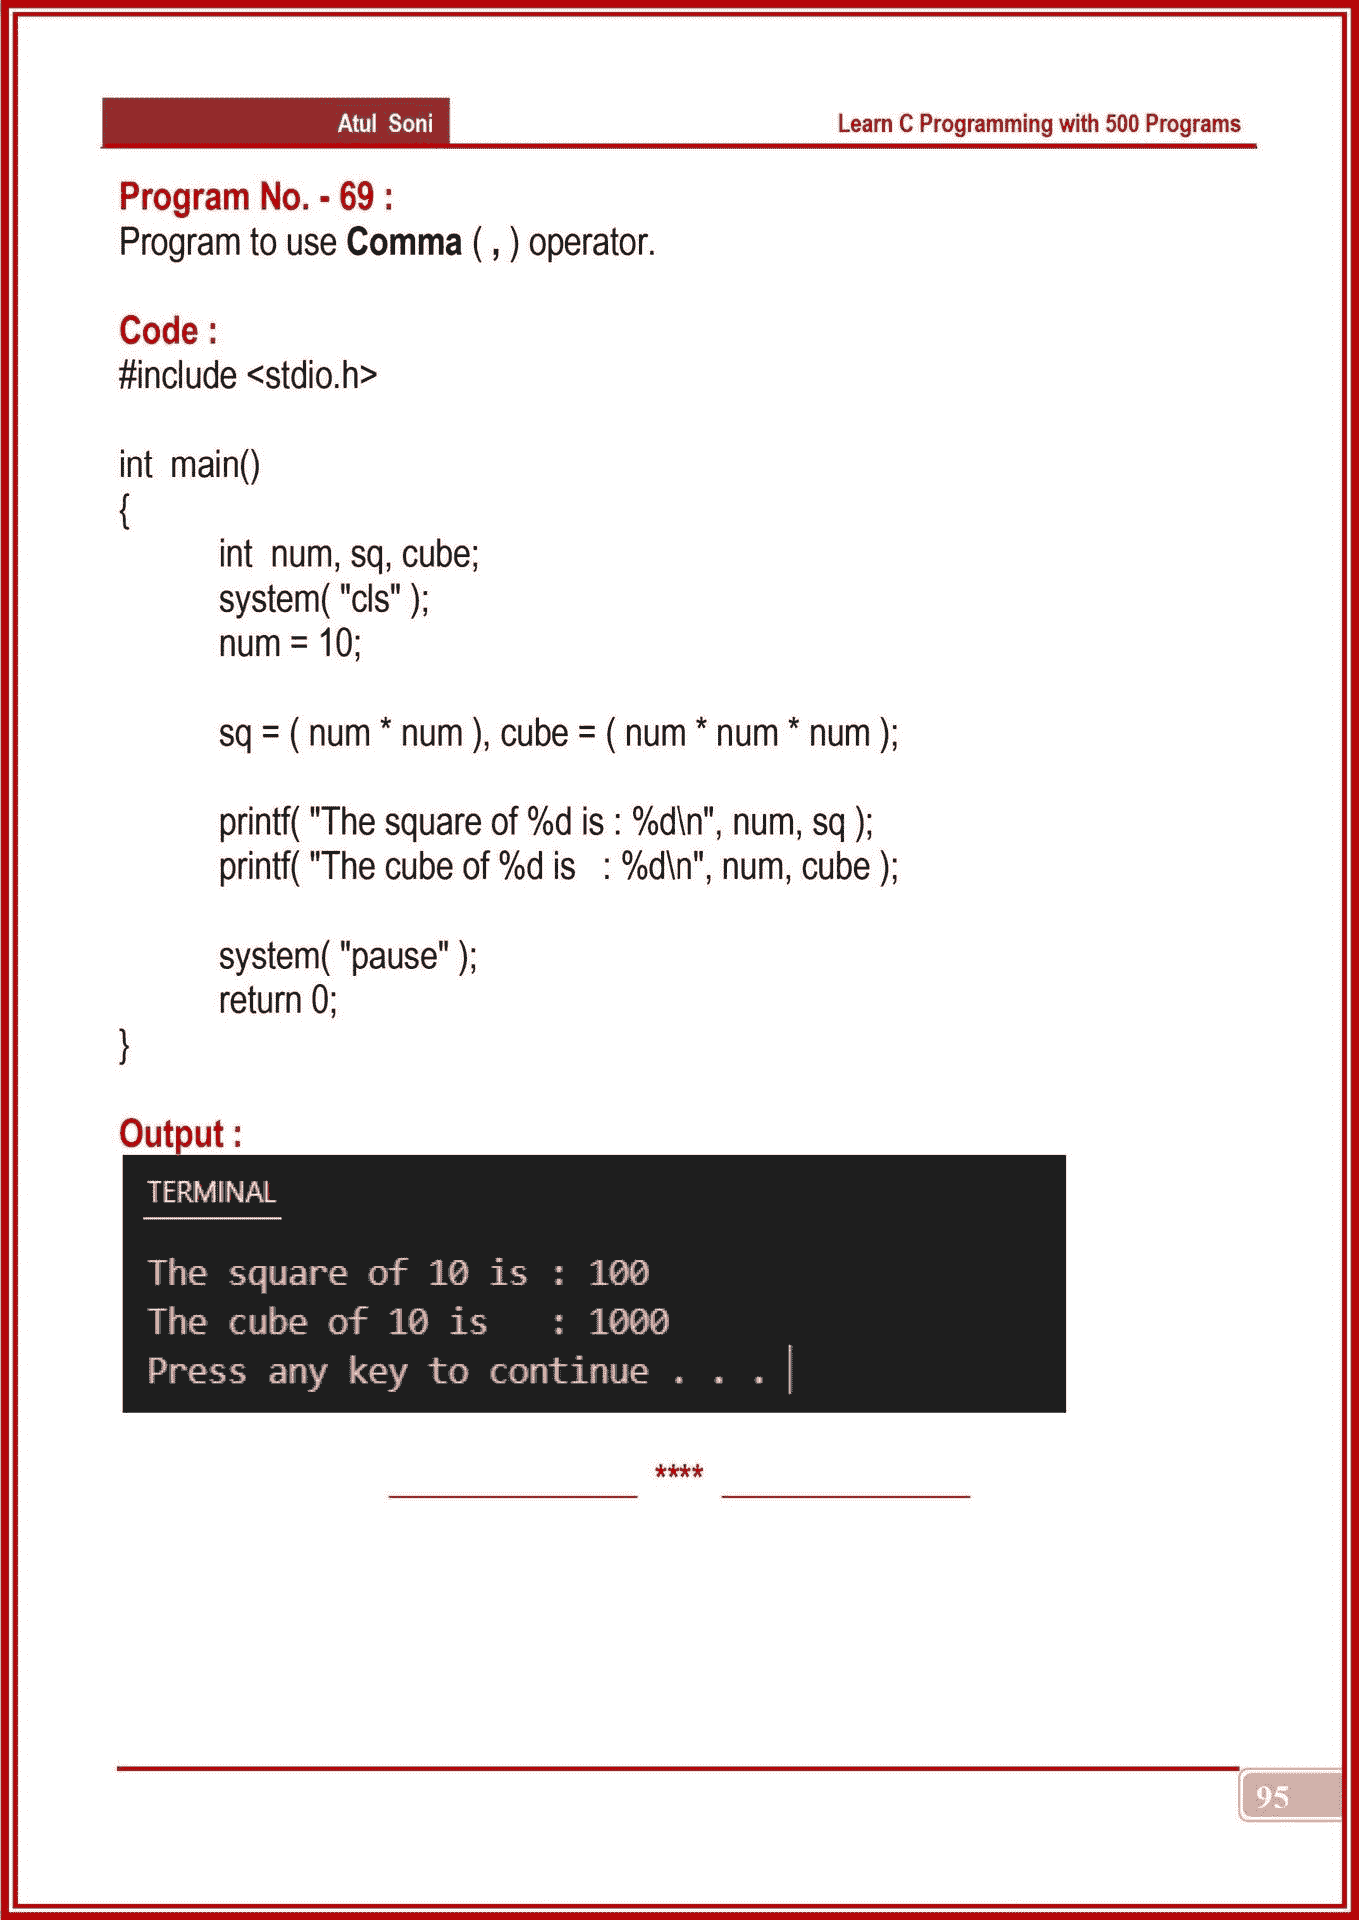 Atul  Soni
Learn C Programming with 500 Programs
Program No. - 69 :
Program to use Comma ( , ) operator.
Code :
#include <stdio.h>
int  main()
{
int  num, sq, cube;
system( "cls" );
num = 10;
sq = ( num * num ), cube = ( num * num * num );
printf( "The square of %d is : %d\n", num, sq );
printf( "The cube of %d is   : %d\n", num, cube );
system( "pause" );
return 0;
}
Output :
TERMINAL
The square of 10 is : 100
The cube of 10 is   : 1000
Press any key to continue . . .
****
95